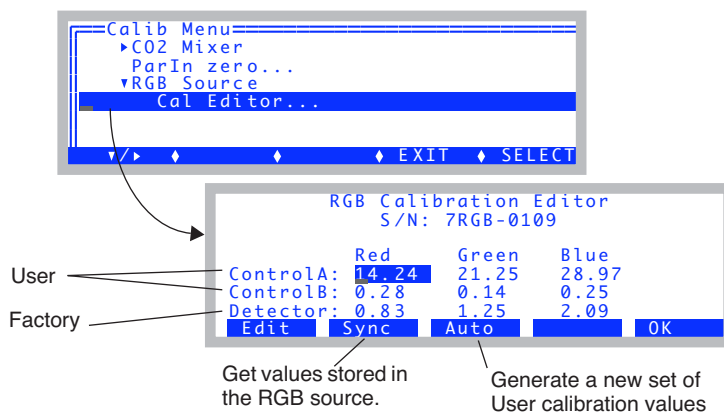 Calib Menu
▸CO2 Mixer
ParIn zero...
▾RGB Source
Cal Editor...
▾/▸ ♦ ♦ ♦ EXIT ♦ SELECT
RGB Calibration Editor
S/N: 7RGB-0109
Red Green Blue
ControlA: 14.24 21.25 28.97
ControlB: 0.28 0.14 0.25
Detector: 0.83 1.25 2.09
Edit Sync Auto OK
User
Factory
Get values stored in
the RGB source.
Generate a new set of
User calibration values